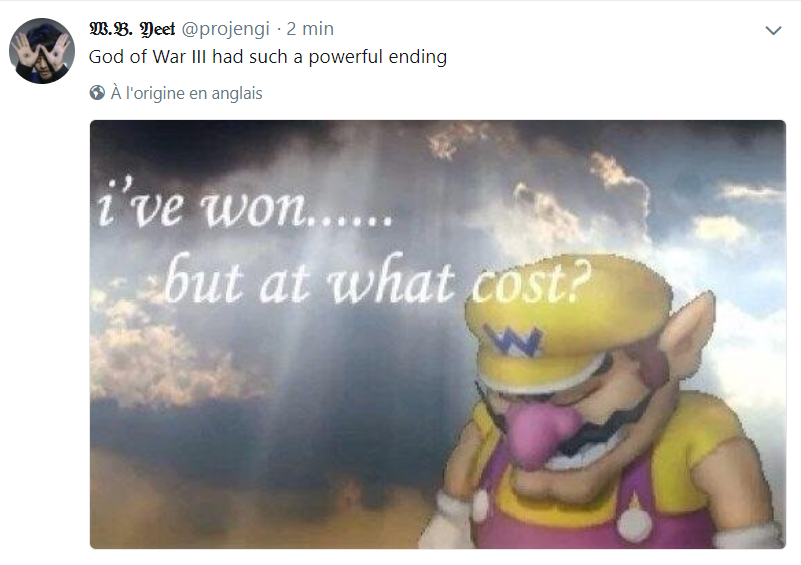 W.B. Yeet @projengi · 2 min
God of War III had such a powerful ending
À l'origine en anglais
i've won......
but at what cost?
W